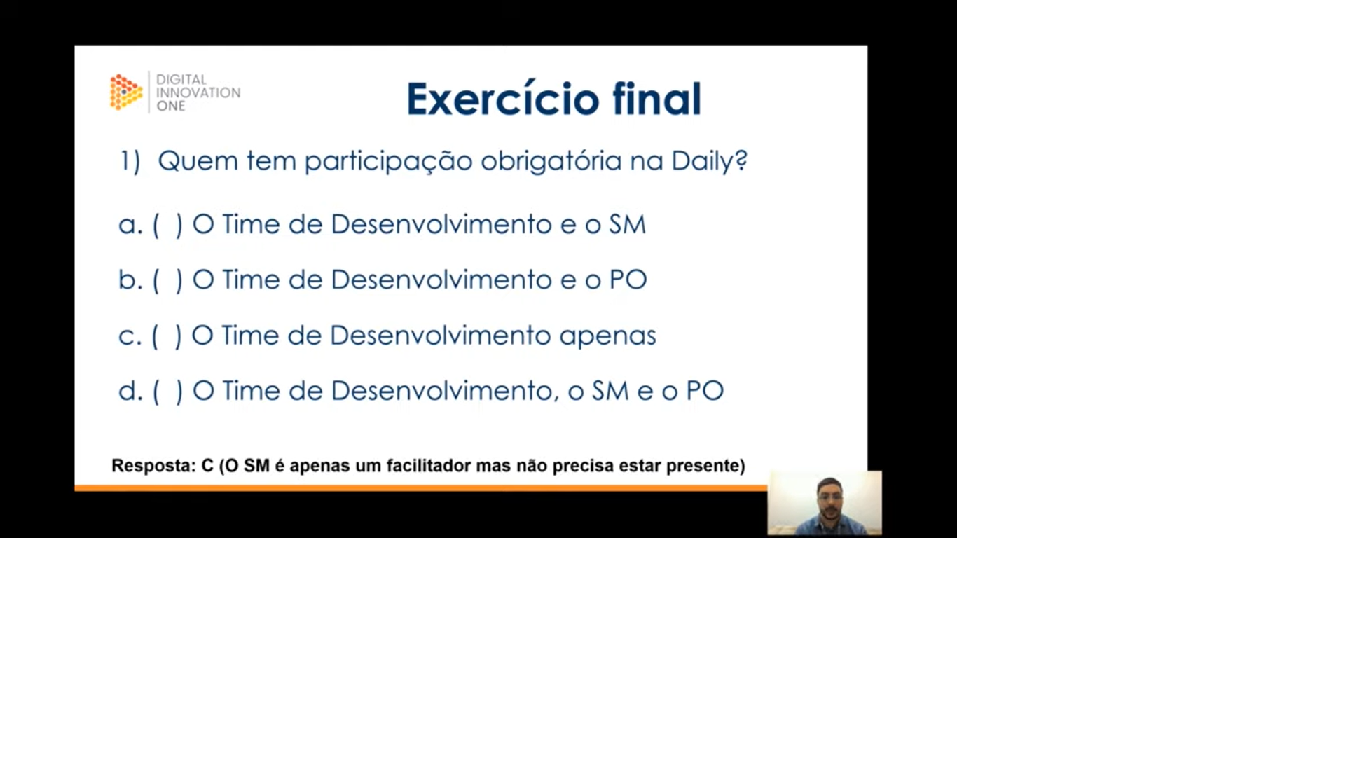 DIGITAL
INNOVATION
ONE
Exercício final
1) Quem tem participação obrigatória na Daily?
a. ( ) O Time de Desenvolvimento e o SM
b. ( ) O Time de Desenvolvimento e o PO
c. ( ) O Time de Desenvolvimento apenas
d. ( ) O Time de Desenvolvimento, o SM e o PO
Resposta: C (O SM é apenas um facilitador mas não precisa estar presente)